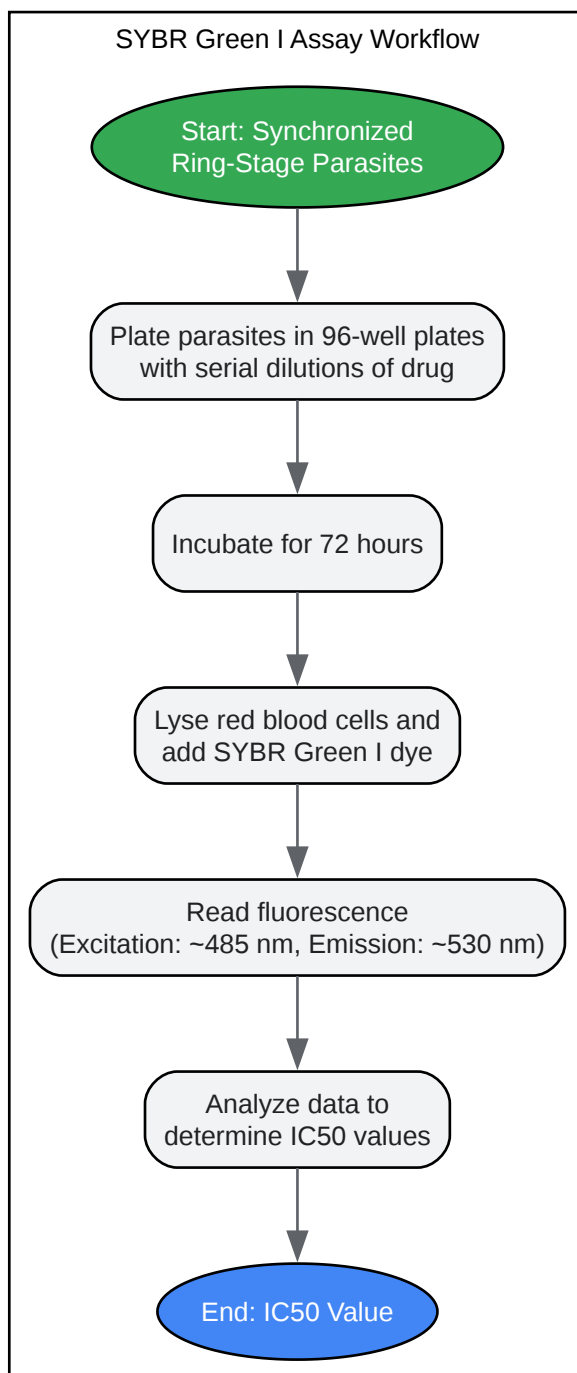 SYBR Green I Assay Workflow
Start: Synchronized
Ring-Stage Parasites
Plate parasites in 96-well plates
with serial dilutions of drug
Incubate for 72 hours
Lyse red blood cells and
add SYBR Green I dye
Read fluorescence
(Excitation: ~485 nm, Emission: ~530 nm)
Analyze data to
determine IC50 values
End: IC50 Value